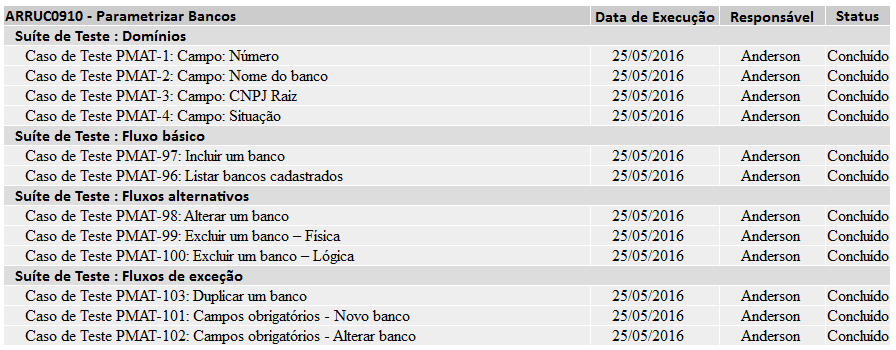 ARRUC0910 - Parametrizar Bancos Data de Execução Responsável Status
Suíte de Teste : Domínios
Caso de Teste PMAT-1: Campo: Número 25/05/2016 Anderson Concluído
Caso de Teste PMAT-2: Campo: Nome do banco 25/05/2016 Anderson Concluído
Caso de Teste PMAT-3: Campo: CNPJ Raiz 25/05/2016 Anderson Concluído
Caso de Teste PMAT-4: Campo: Situação 25/05/2016 Anderson Concluído
Suíte de Teste : Fluxo básico
Caso de Teste PMAT-97: Incluir um banco 25/05/2016 Anderson Concluído
Caso de Teste PMAT-96: Listar bancos cadastrados 25/05/2016 Anderson Concluído
Suíte de Teste : Fluxos alternativos
Caso de Teste PMAT-98: Alterar um banco 25/05/2016 Anderson Concluído
Caso de Teste PMAT-99: Excluir um banco – Física 25/05/2016 Anderson Concluído
Caso de Teste PMAT-100: Excluir um banco – Lógica 25/05/2016 Anderson Concluído
Suíte de Teste : Fluxos de exceção
Caso de Teste PMAT-103: Duplicar um banco 25/05/2016 Anderson Concluído
Caso de Teste PMAT-101: Campos obrigatórios - Novo banco 25/05/2016 Anderson Concluído
Caso de Teste PMAT-102: Campos obrigatórios - Alterar banco 25/05/2016 Anderson Concluído